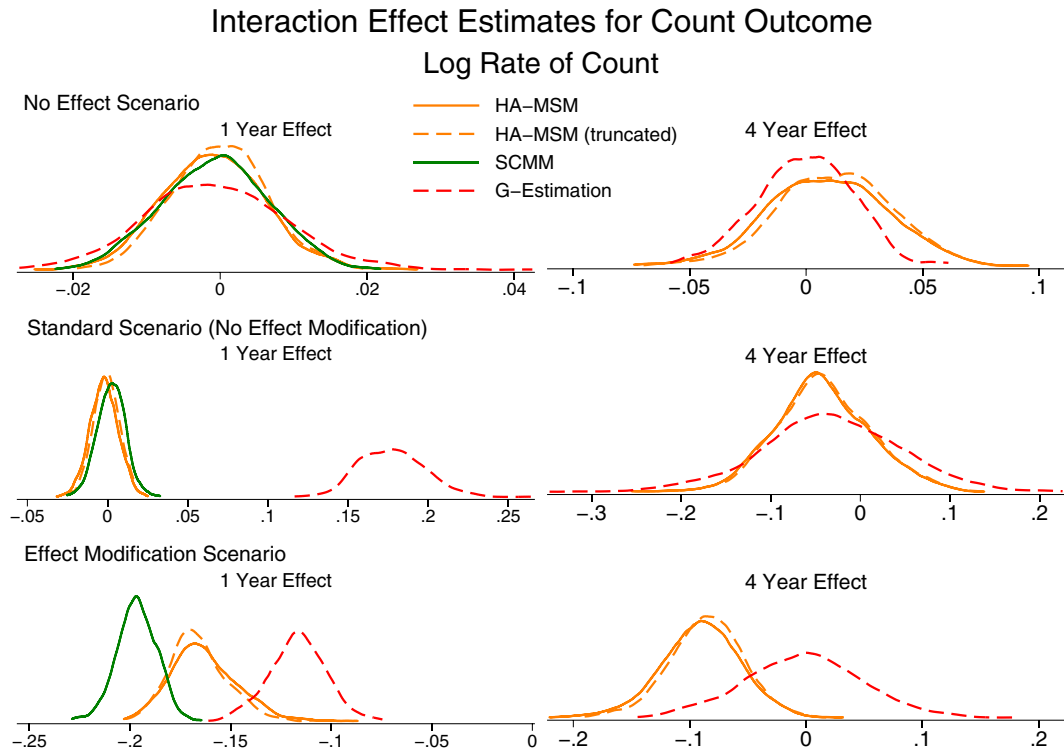 Interaction Effect Estimates for Count Outcome
Log Rate of Count
No Effect Scenario
HA−MSM
HA−MSM (truncated)
SCMM
G−Estimation
1 Year Effect
4 Year Effect
−.02 0 .02 .04
−.1 −.05 0 .05 .1
Standard Scenario (No Effect Modification)
1 Year Effect
4 Year Effect
−.05 0 .05 .1 .15 .2 .25
−.3 −.2 −.1 0 .1 .2
Effect Modification Scenario
1 Year Effect
4 Year Effect
−.25 −.2 −.15 −.1 −.05 0
−.2 −.1 0 .1 .2